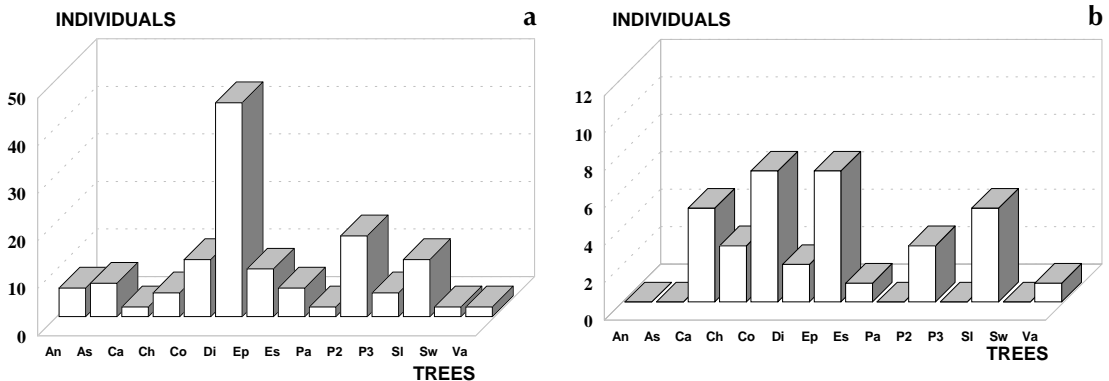 INDIVIDUALS a
50
40
30
20
10
0
An As Ca Ch Co Di Ep Es Pa P2 P3 Sl Sw Va
TREES
INDIVIDUALS b
12
10
8
6
4
2
0
An As Ca Ch Co Di Ep Es Pa P2 P3 Sl Sw Va
TREES